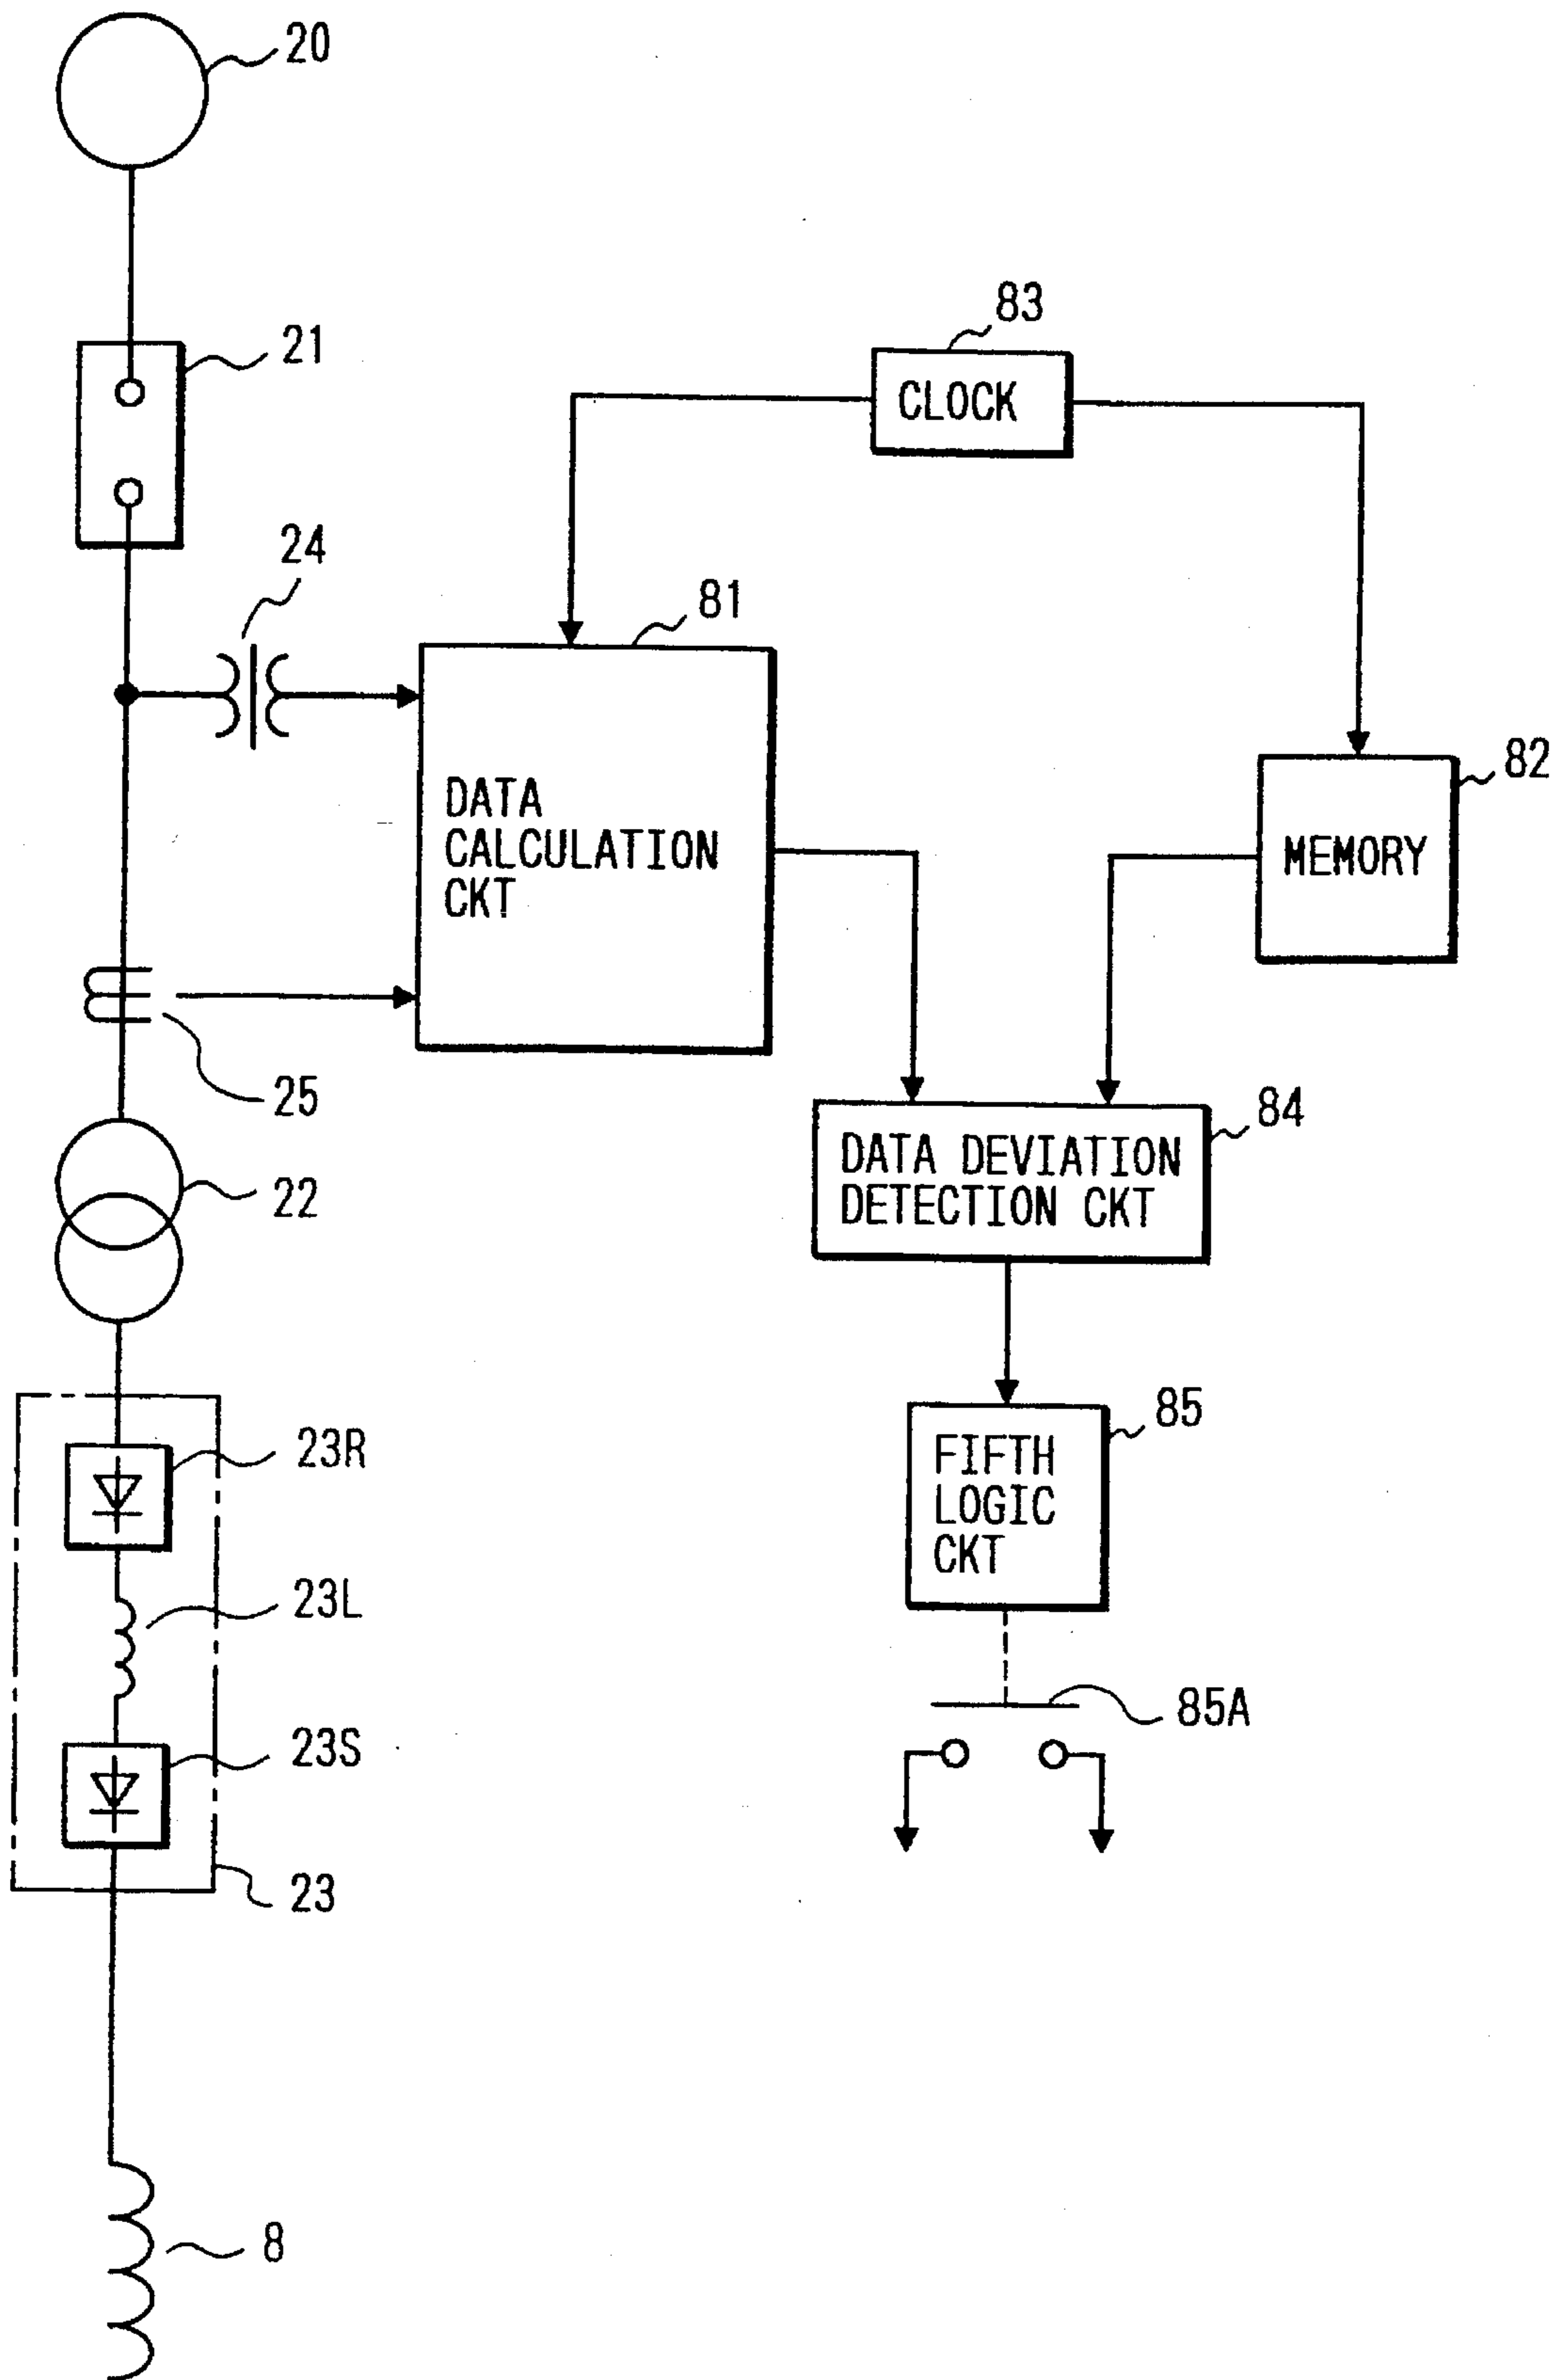 20
21
83
CLOCK
24
81
82
DATA
CALCULATION
CKT
MEMORY
25
84
DATA DEVIATION
DETECTION CKT
22
85
23R
FIFTH
LOGIC
CKT
23L
85A
23S
23
8